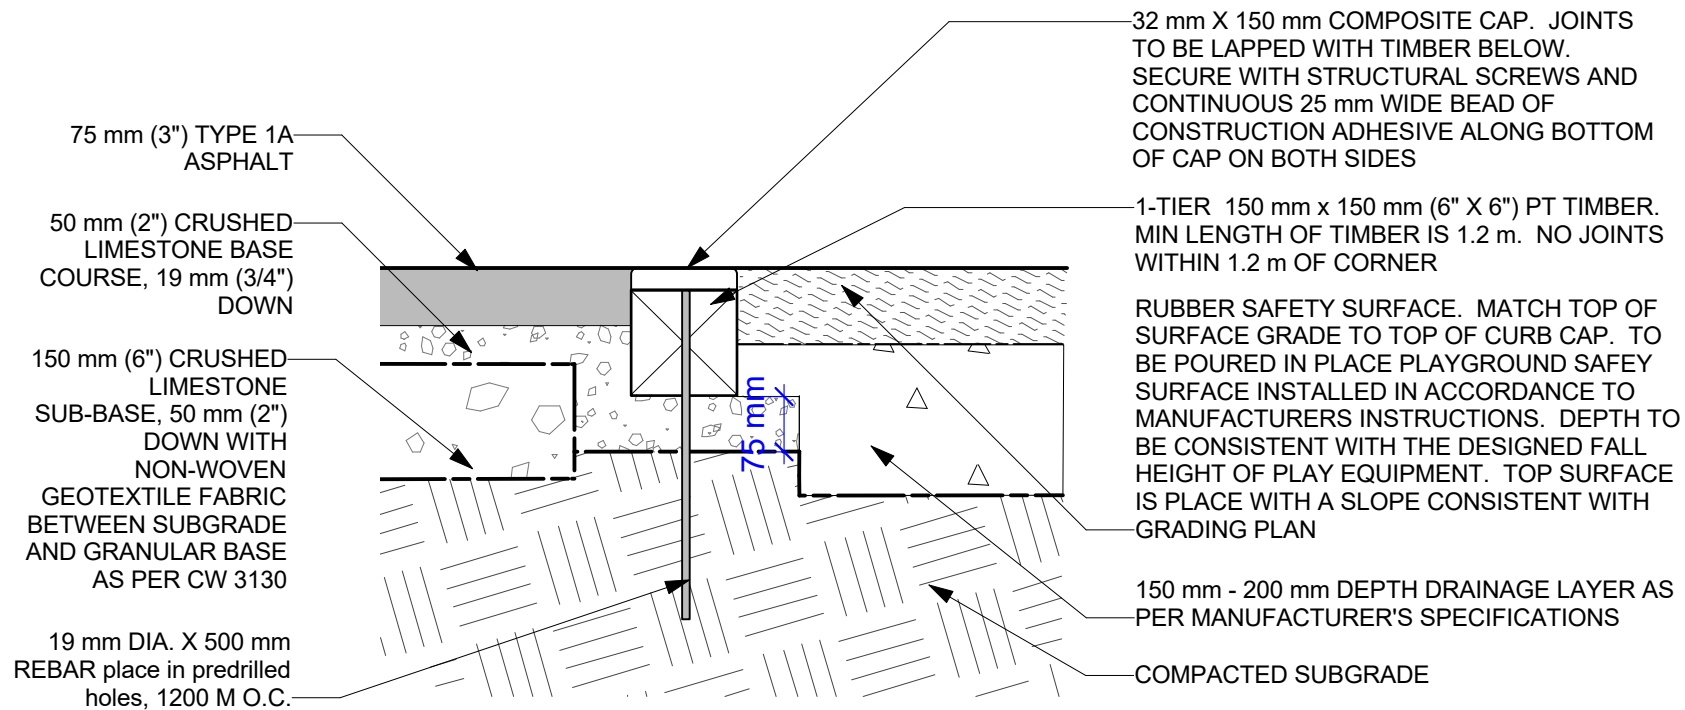 75 mm (3") TYPE 1A
ASPHALT
50 mm (2") CRUSHED
LIMESTONE BASE
COURSE, 19 mm (3/4")
DOWN
150 mm (6") CRUSHED
LIMESTONE
SUB-BASE, 50 mm (2")
DOWN WITH
NON-WOVEN
GEOTEXTILE FABRIC
BETWEEN SUBGRADE
AND GRANULAR BASE
AS PER CW 3130
19 mm DIA. X 500 mm
REBAR place in predrilled
holes, 1200 M O.C.
75 mm
32 mm X 150 mm COMPOSITE CAP. JOINTS
TO BE LAPPED WITH TIMBER BELOW.
SECURE WITH STRUCTURAL SCREWS AND
CONTINUOUS 25 mm WIDE BEAD OF
CONSTRUCTION ADHESIVE ALONG BOTTOM
OF CAP ON BOTH SIDES
1-TIER 150 mm x 150 mm (6" X 6") PT TIMBER.
MIN LENGTH OF TIMBER IS 1.2 m. NO JOINTS
WITHIN 1.2 m OF CORNER
RUBBER SAFETY SURFACE. MATCH TOP OF
SURFACE GRADE TO TOP OF CURB CAP. TO
BE POURED IN PLACE PLAYGROUND SAFEY
SURFACE INSTALLED IN ACCORDANCE TO
MANUFACTURERS INSTRUCTIONS. DEPTH TO
BE CONSISTENT WITH THE DESIGNED FALL
HEIGHT OF PLAY EQUIPMENT. TOP SURFACE
IS PLACE WITH A SLOPE CONSISTENT WITH
GRADING PLAN
150 mm - 200 mm DEPTH DRAINAGE LAYER AS
PER MANUFACTURER'S SPECIFICATIONS
COMPACTED SUBGRADE